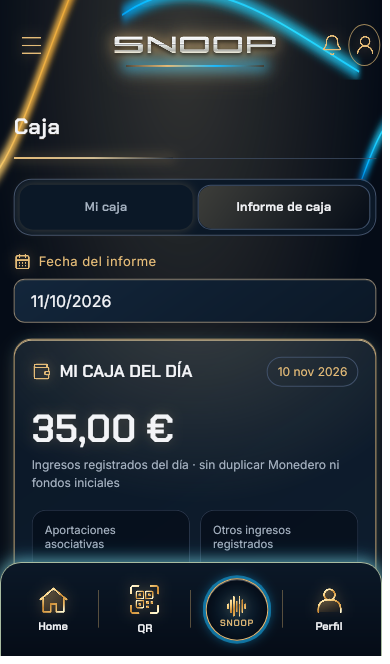 SNOOP
Caja
Mi caja
Informe de caja
Fecha del informe
11/10/2026
MI CAJA DEL DÍA
10 nov 2026
35,00 €
Ingresos registrados del día · sin duplicar Monedero ni
fondos iniciales
Aportaciones
asociativas
Otros ingresos
registrados
Home
QR
SNOOP
Perfil